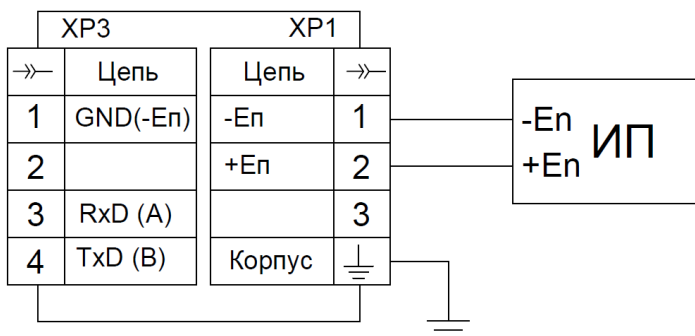 XP3 XP1
Цепь Цепь
1 GND(-Eп) -Eп 1 -En
2 +Eп 2 +En
ИП
3 RxD (A) 3
4 TxD (B) Корпус